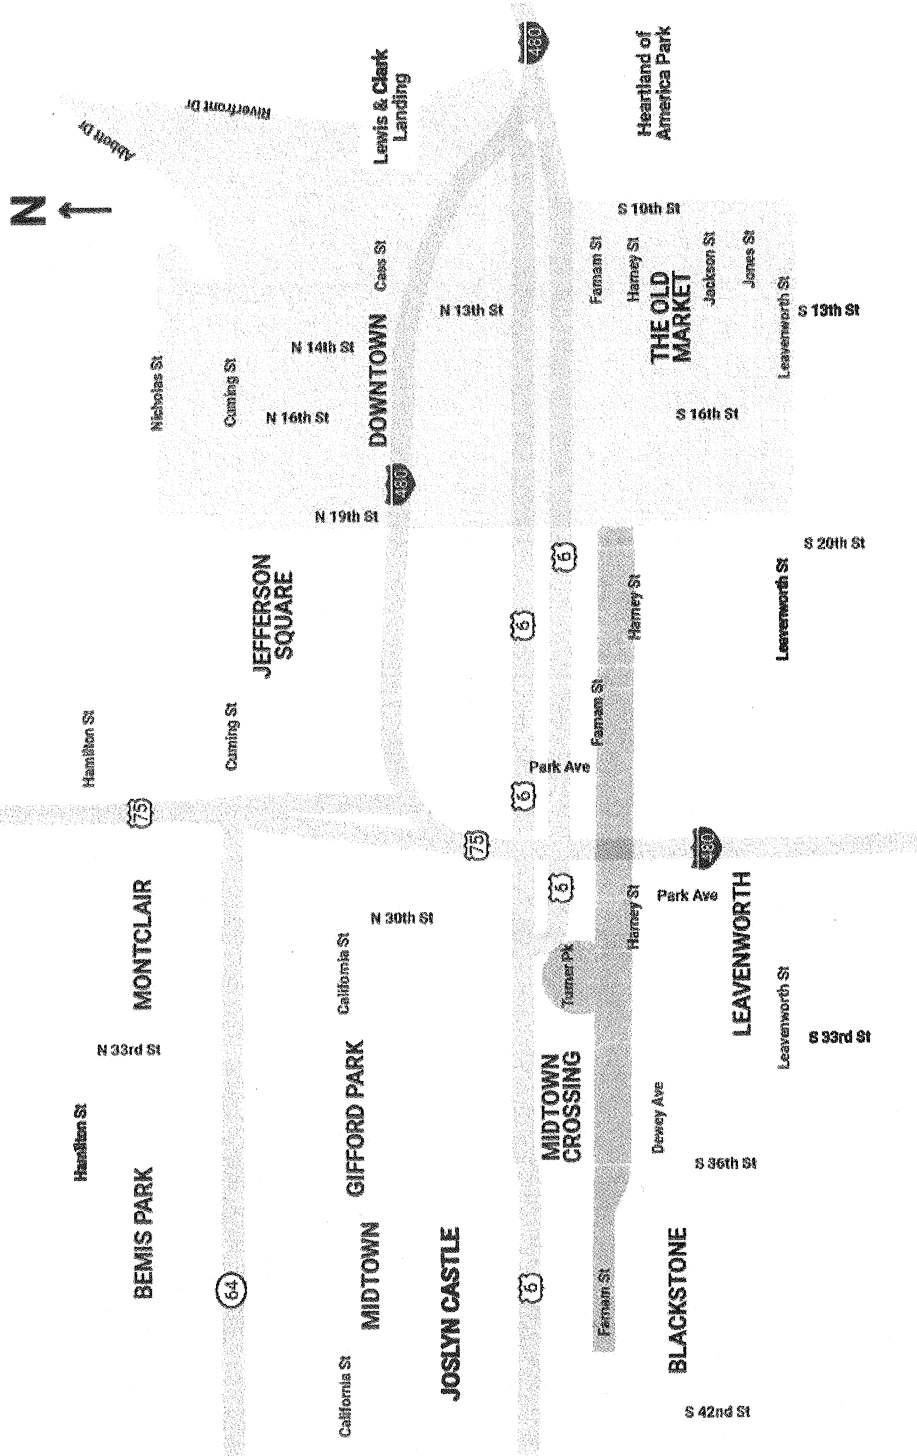 N
Hamilton St
Hamilton St
Abbott Dr
N 33rd St
BEMIS PARK
MONTCLAIR
75
Nicholas St
Riverfront Dr
64
Cuming St
Cuming St
JEFFERSON
SQUARE
N 16th St
N 14th St
California St
GIFFORD PARK
California St
N 19th St
MIDTOWN
DOWNTOWN
Cass St
Lewis & Clark
Landing
N 30th St
480
JOSLYN CASTLE
75
N 13th St
6
6
6
480
MIDTOWN
CROSSING
Turner Pk
6
Park Ave
6
Farnam St
Farnam St
Farnam St
Harney St
Harney St
Harney St
S 10th St
Heartland of
America Park
Dewey Ave
THE OLD
MARKET
BLACKSTONE
Park Ave
480
S 16th St
Jackson St
S 42nd St
S 36th St
LEAVENWORTH
Jones St
Leavenworth St
Leavenworth St
Leavenworth St
S 33rd St
S 20th St
S 13th St